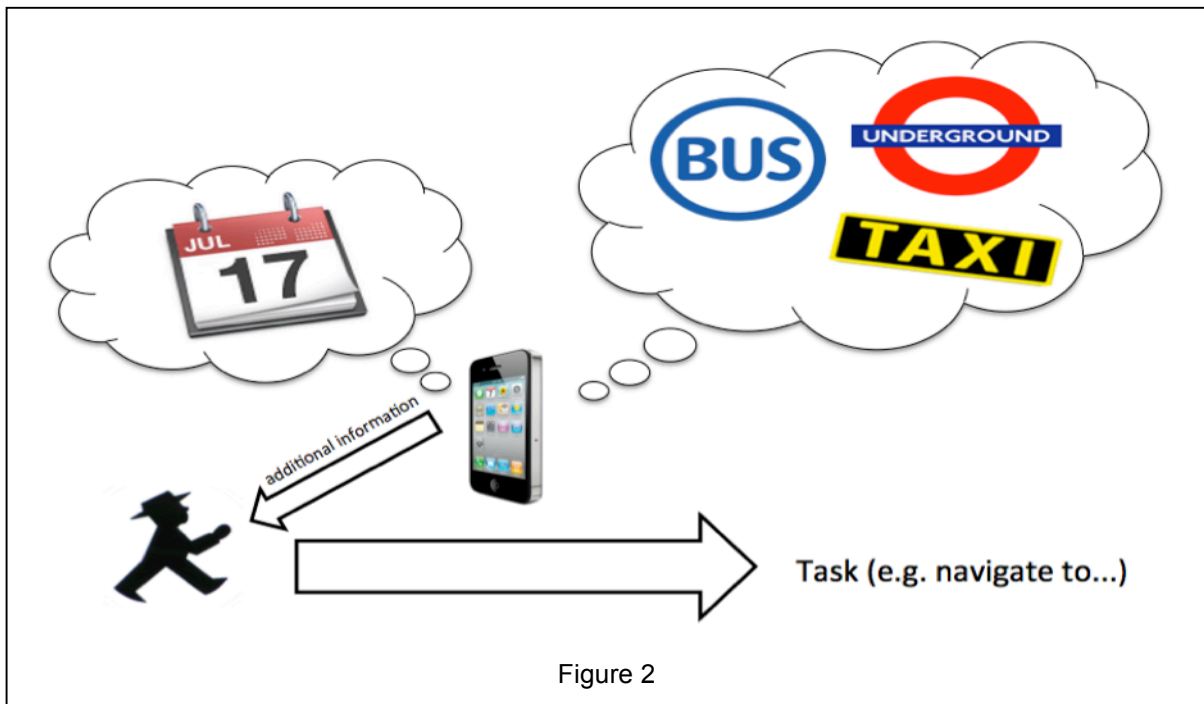 BUS
UNDERGROUND
TAXI
JUL
17
additional information
Task (e.g. navigate to...)
Figure 2